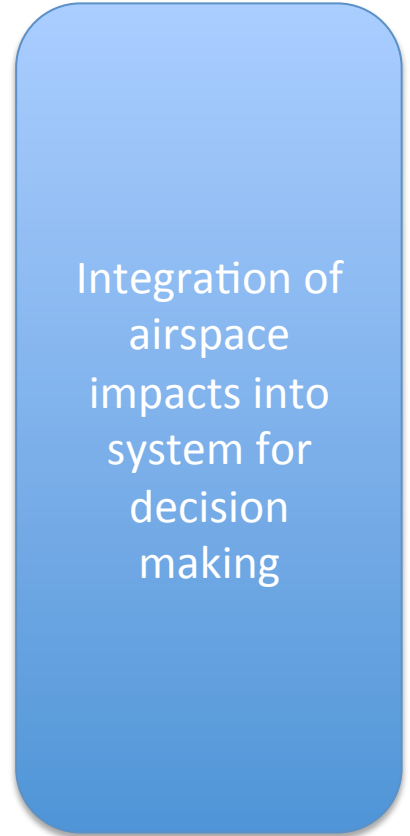 Integration of
airspace
impacts into
system for
decision
making